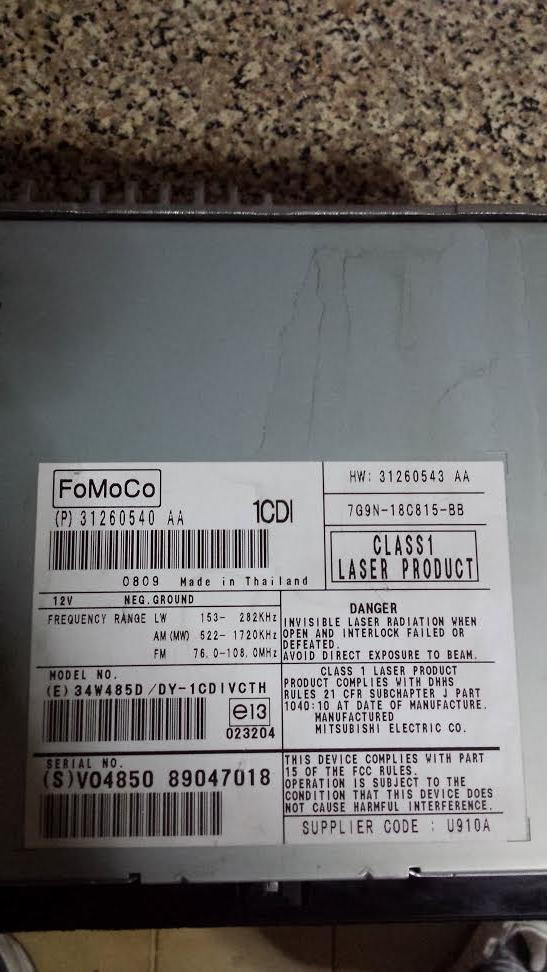 FoMoCo
(P) 31260540 AA
1CDI
0809 Made in Thailand
HW: 31260543 AA
7G9N-18C815-BB
CLASS1
LASER PRODUCT
12V NEG.GROUND
FREQUENCY RANGE LW 153- 282KHz
AM (MW) 522- 1720KHz
FM 76.0-108.0MHz
DANGER
INVISIBLE LASER RADIATION WHEN
OPEN AND INTERLOCK FAILED OR
DEFEATED.
AVOID DIRECT EXPOSURE TO BEAM.
MODEL NO.
(E) 34W485D/DY-1CDIVCTH
e13
023204
CLASS 1 LASER PRODUCT
PRODUCT COMPLIES WITH DHHS
RULES 21 CFR SUBCHAPTER J PART
1040:10 AT DATE OF MANUFACTURE.
MANUFACTURED
MITSUBISHI ELECTRIC CO.
SERIAL NO.
(S)VO4850 89047018
THIS DEVICE COMPLIES WITH PART
15 OF THE FCC RULES.
OPERATION IS SUBJECT TO THE
CONDITION THAT THIS DEVICE DOES
NOT CAUSE HARMFUL INTERFERENCE.
SUPPLIER CODE : U910A